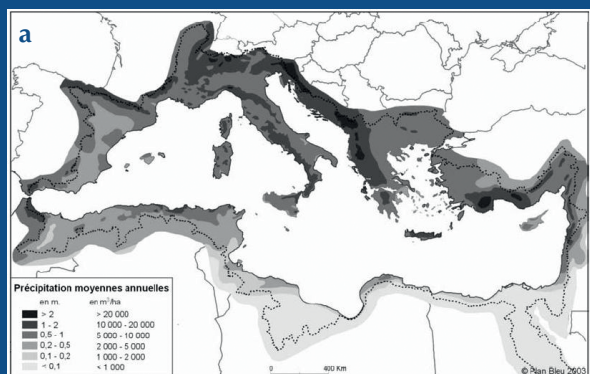 a
Précipitation moyennes annuelles
en m. en m³/ha
> 2 > 20 000
1 - 2 10 000 - 20 000
0,5 - 1 5 000 - 10 000
0,2 - 0,5 2 000 - 5 000
0,1 - 0,2 1 000 - 2 000
< 0,1 < 1 000
0 400 Km
© Plan Bleu 2003